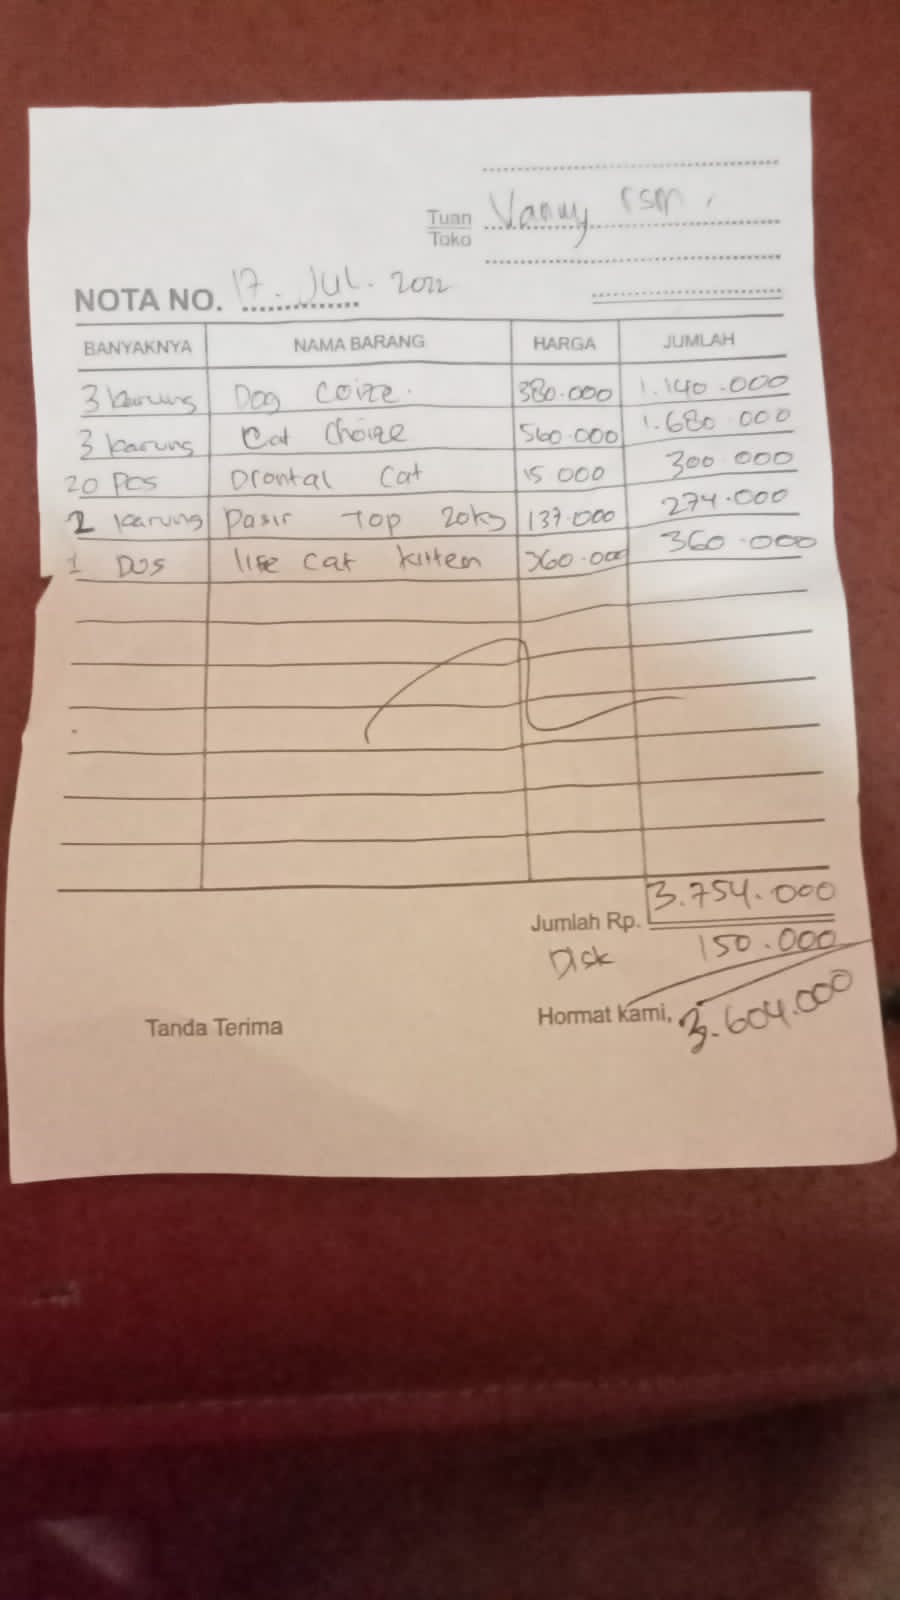 Tuan Vanny rsm.
Toko
NOTA NO. 17. JUL. 2022
BANYAKNYA NAMA BARANG HARGA JUMLAH
3 karung Dog Coize. 380.000 1.140.000
3 karung Cat Choize 560.000 1.680.000
20 Pcs Drontal Cat 15 000 300 000
2 karung Pasir Top 20kg 137.000 274.000
1 Dos life cat kitten 360.000 360.000
Jumlah Rp. 3.754.000
Disk 150.000
Tanda Terima Hormat kami, 3.604.000